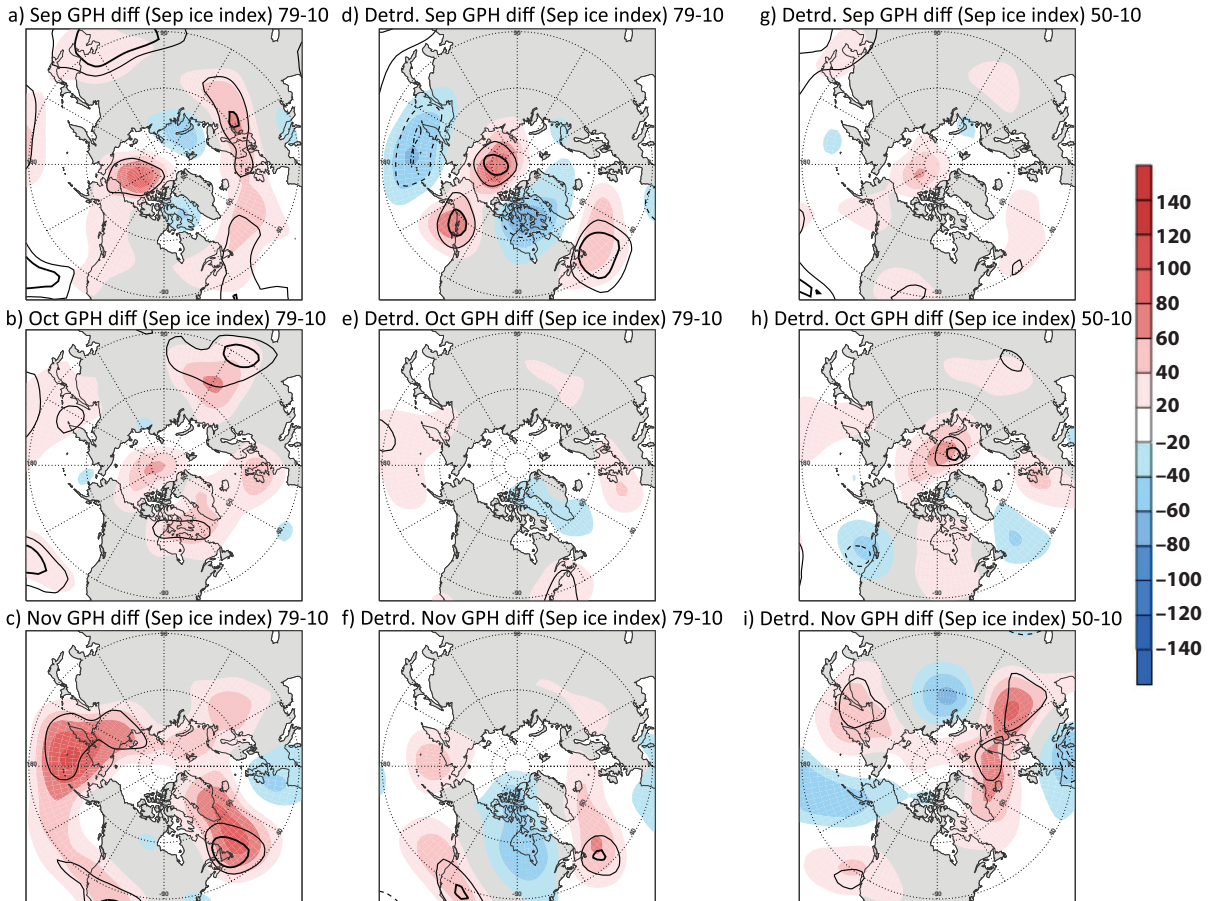 a) Sep GPH diff (Sep ice index) 79-10
d) Detrd. Sep GPH diff (Sep ice index) 79-10
g) Detrd. Sep GPH diff (Sep ice index) 50-10
b) Oct GPH diff (Sep ice index) 79-10
e) Detrd. Oct GPH diff (Sep ice index) 79-10
h) Detrd. Oct GPH diff (Sep ice index) 50-10
c) Nov GPH diff (Sep ice index) 79-10
f) Detrd. Nov GPH diff (Sep ice index) 79-10
i) Detrd. Nov GPH diff (Sep ice index) 50-10
140
120
100
80
60
40
20
−20
−40
−60
−80
−100
−120
−140